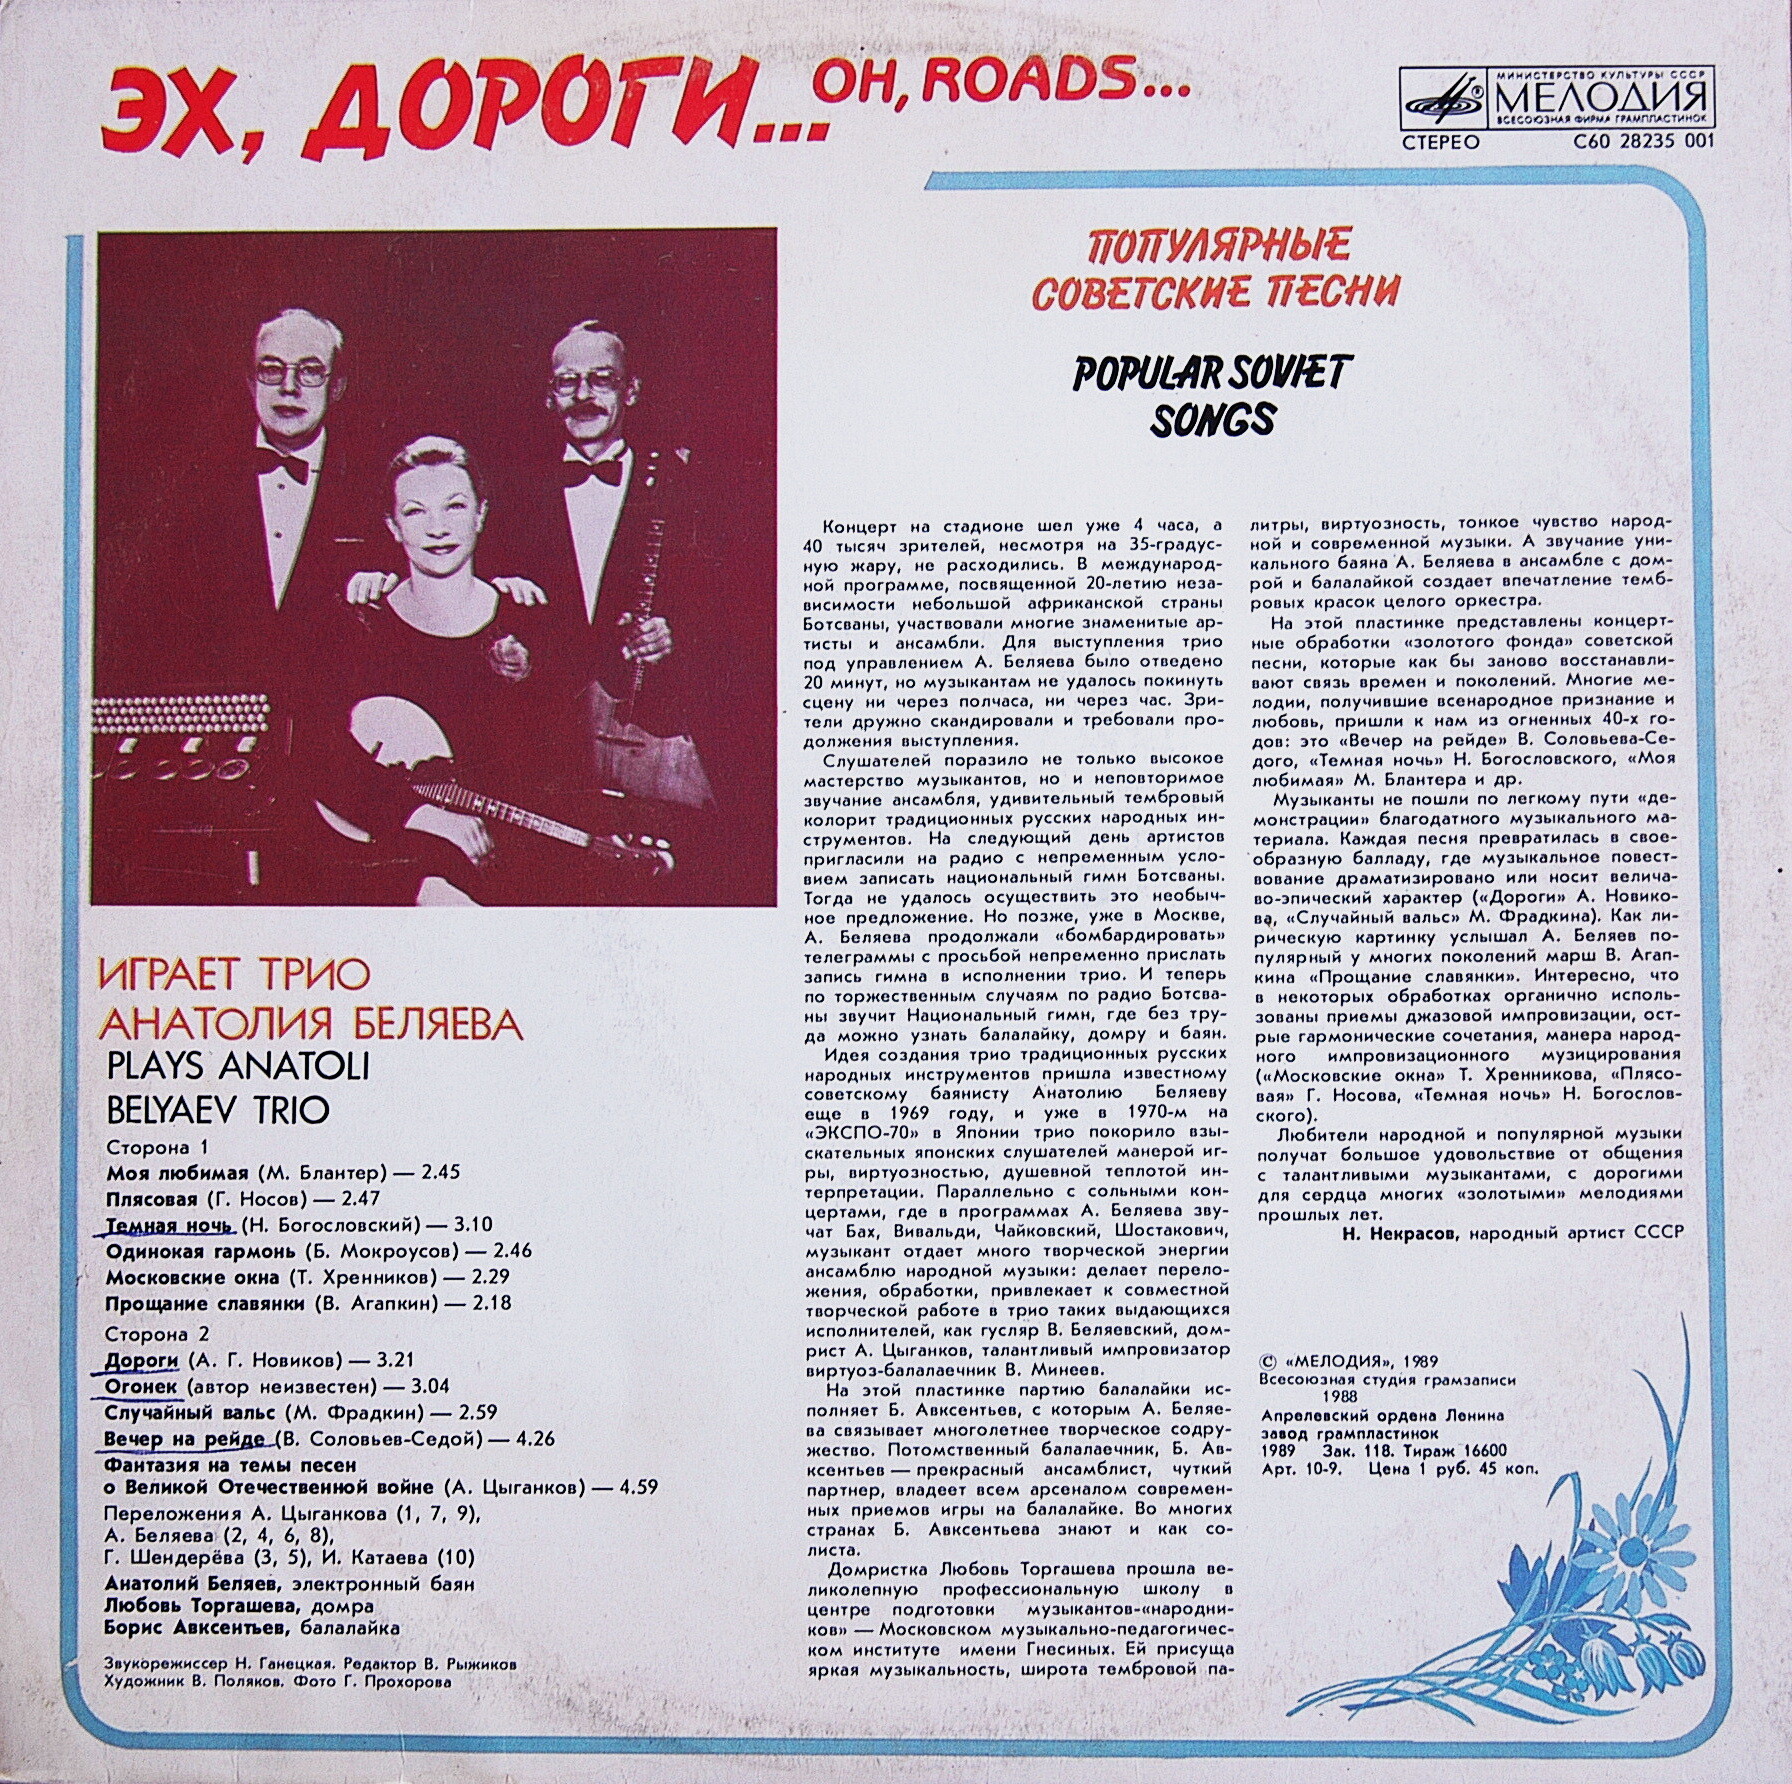 ЭХ, ДОРОГИ...
OH, ROADS...
МИНИСТЕРСТВО КУЛЬТУРЫ СССР
МЕЛОДИЯ
ВСЕСОЮЗНАЯ ФИРМА ГРАМПЛАСТИНОК
СТЕРЕО С60 28235 001
ПОПУЛЯРНЫЕ
СОВЕТСКИЕ ПЕСНИ
POPULAR SOVIET
SONGS
ИГРАЕТ ТРИО
АНАТОЛИЯ БЕЛЯЕВА
PLAYS ANATOLI
BELYAEV TRIO
Сторона 1
Моя любимая (М. Блантер) — 2.45
Плясовая (Г. Носов) — 2.47
Темная ночь (Н. Богословский) — 3.10
Одинокая гармонь (Б. Мокроусов) — 2.46
Московские окна (Т. Хренников) — 2.29
Прощание славянки (В. Агапкин) — 2.18
Сторона 2
Дороги (А. Г. Новиков) — 3.21
Огонек (автор неизвестен) — 3.04
Случайный вальс (М. Фрадкин) — 2.59
Вечер на рейде (В. Соловьев-Седой) — 4.26
Фантазия на темы песен
о Великой Отечественной войне (А. Цыганков) — 4.59
Переложения А. Цыганкова (1, 7, 9),
А. Беляева (2, 4, 6, 8),
Г. Шендерёва (3, 5), И. Катаева (10)
Анатолий Беляев, электронный баян
Любовь Торгашева, домра
Борис Авксентьев, балалайка
Звукорежиссер Н. Ганецкая. Редактор В. Рыжиков
Художник В. Поляков. Фото Г. Прохорова
Концерт на стадионе шел уже 4 часа, а
40 тысяч зрителей, несмотря на 35-градус-
ную жару, не расходились. В международ-
ной программе, посвященной 20-летию неза-
висимости небольшой африканской страны
Ботсваны, участвовали многие знаменитые ар-
тисты и ансамбли. Для выступления трио
под управлением А. Беляева было отведено
20 минут, но музыкантам не удалось покинуть
сцену ни через полчаса, ни через час. Зри-
тели дружно скандировали и требовали про-
должения выступления.
Слушателей поразило не только высокое
мастерство музыкантов, но и неповторимое
звучание ансамбля, удивительный тембровый
колорит традиционных русских народных ин-
струментов. На следующий день артистов
пригласили на радио с непременным усло-
вием записать национальный гимн Ботсваны.
Тогда не удалось осуществить это необыч-
ное предложение. Но позже, уже в Москве,
А. Беляева продолжали «бомбардировать»
телеграммы с просьбой непременно прислать
запись гимна в исполнении трио. И теперь
по торжественным случаям по радио Ботсва-
ны звучит Национальный гимн, где без тру-
да можно узнать балалайку, домру и баян.
Идея создания трио традиционных русских
народных инструментов пришла известному
советскому баянисту Анатолию Беляеву
еще в 1969 году, и уже в 1970-м на
«ЭКСПО-70» в Японии трио покорило взы-
скательных японских слушателей манерой иг-
ры, виртуозностью, душевной теплотой ин-
терпретации. Параллельно с сольными кон-
цертами, где в программах А. Беляева зву-
чат Бах, Вивальди, Чайковский, Шостакович,
музыкант отдает много творческой энергии
ансамблю народной музыки: делает перело-
жения, обработки, привлекает к совместной
творческой работе в трио таких выдающихся
исполнителей, как гусляр В. Беляевский, дом-
рист А. Цыганков, талантливый импровизатор
виртуоз-балалаечник В. Минеев.
На этой пластинке партию балалайки ис-
полняет Б. Авксентьев, с которым А. Беляе-
ва связывает многолетнее творческое содру-
жество. Потомственный балалаечник, Б. Ав-
ксентьев — прекрасный ансамблист, чуткий
партнер, владеет всем арсеналом современ-
ных приемов игры на балалайке. Во многих
странах Б. Авксентьева знают и как со-
листа.
Домристка Любовь Торгашева прошла ве-
ликолепную профессиональную школу в
центре подготовки музыкантов-«народни-
ков» — Московском музыкально-педагогичес-
ком институте имени Гнесиных. Ей присуща
яркая музыкальность, широта тембровой па-
литры, виртуозность, тонкое чувство народ-
ной и современной музыки. А звучание уни-
кального баяна А. Беляева в ансамбле с дом-
рой и балалайкой создает впечатление темб-
ровых красок целого оркестра.
На этой пластинке представлены концерт-
ные обработки «золотого фонда» советской
песни, которые как бы заново восстанавли-
вают связь времен и поколений. Многие ме-
лодии, получившие всенародное признание и
любовь, пришли к нам из огненных 40-х го-
дов: это «Вечер на рейде» В. Соловьева-Се-
дого, «Темная ночь» Н. Богословского, «Моя
любимая» М. Блантера и др.
Музыканты не пошли по легкому пути «де-
монстрации» благодатного музыкального ма-
териала. Каждая песня превратилась в свое-
образную балладу, где музыкальное повест-
вование драматизировано или носит велича-
во-эпический характер («Дороги» А. Новико-
ва, «Случайный вальс» М. Фрадкина). Как ли-
рическую картинку услышал А. Беляев по-
пулярный у многих поколений марш В. Агап-
кина «Прощание славянки». Интересно, что
в некоторых обработках органично исполь-
зованы приемы джазовой импровизации, ост-
рые гармонические сочетания, манера народ-
ного импровизационного музицирования
(«Московские окна» Т. Хренникова, «Плясо-
вая» Г. Носова, «Темная ночь» Н. Богослов-
ского).
Любители народной и популярной музыки
получат большое удовольствие от общения
с талантливыми музыкантами, с дорогими
для сердца многих «золотыми» мелодиями
прошлых лет.
Н. Некрасов, народный артист СССР
© «МЕЛОДИЯ», 1989
Всесоюзная студия грамзаписи
1988
Апрелевский ордена Ленина
завод грампластинок
1989 Зак. 118. Тираж 16600
Арт. 10-9. Цена 1 руб. 45 коп.